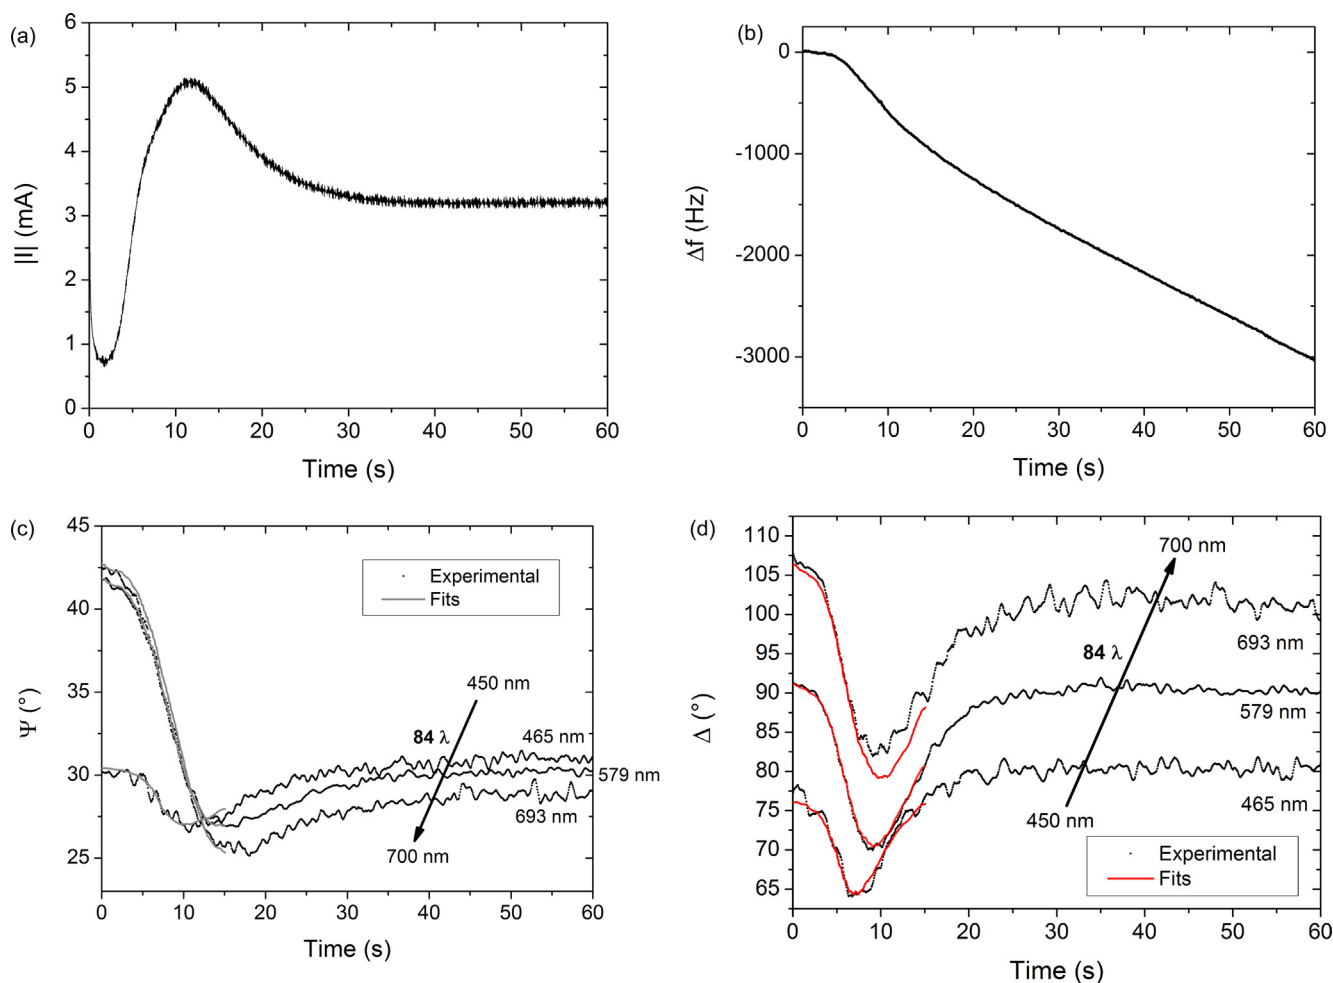 (a)
6
5
4
3
2
1
0
|I| (mA)
0 10 20 30 40 50 60
Time (s)
(b)
0
-1000
-2000
-3000
Δf (Hz)
0 10 20 30 40 50 60
Time (s)
(c)
45
40
35
30
25
Ψ (°)
Experimental
Fits
450 nm
84 λ
465 nm
579 nm
693 nm
700 nm
0 10 20 30 40 50 60
Time (s)
(d)
110
105
100
95
90
85
80
75
70
65
Δ (°)
700 nm
693 nm
84 λ
579 nm
465 nm
450 nm
Experimental
Fits
0 10 20 30 40 50 60
Time (s)